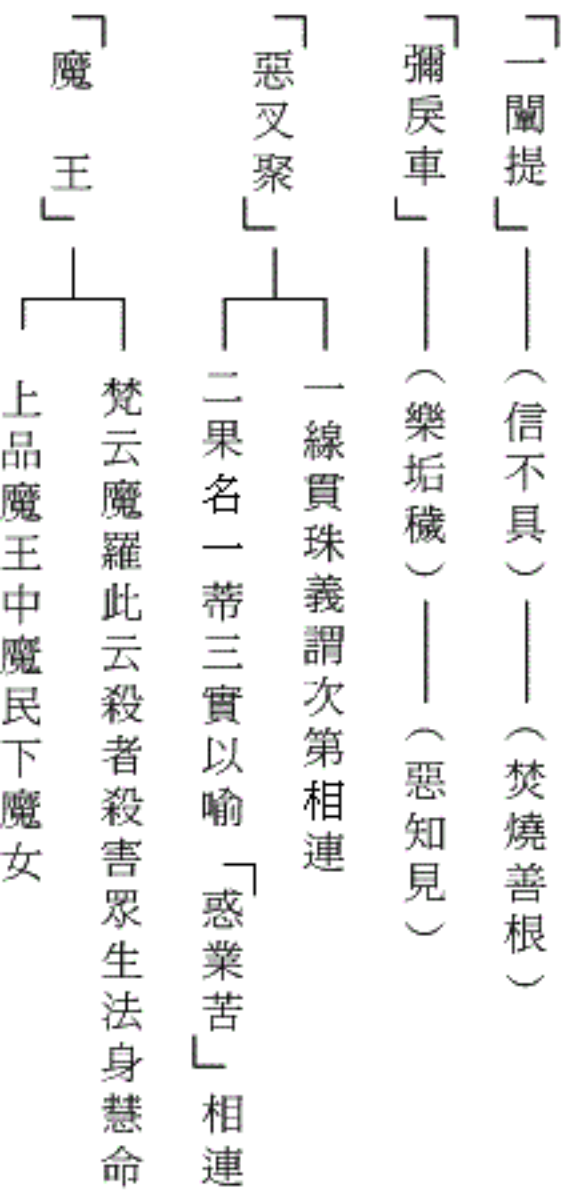 「一闡提」——（信不具）——（焚燒善根）
「彌戾車」——（樂垢穢）——（惡知見）
「惡叉聚」
一線貫珠義謂次第相連
二果名一蒂三實以喻「惑業苦」相連
「魔王」
梵云魔羅此云殺者殺害眾生法身慧命
上品魔王中魔民下魔女